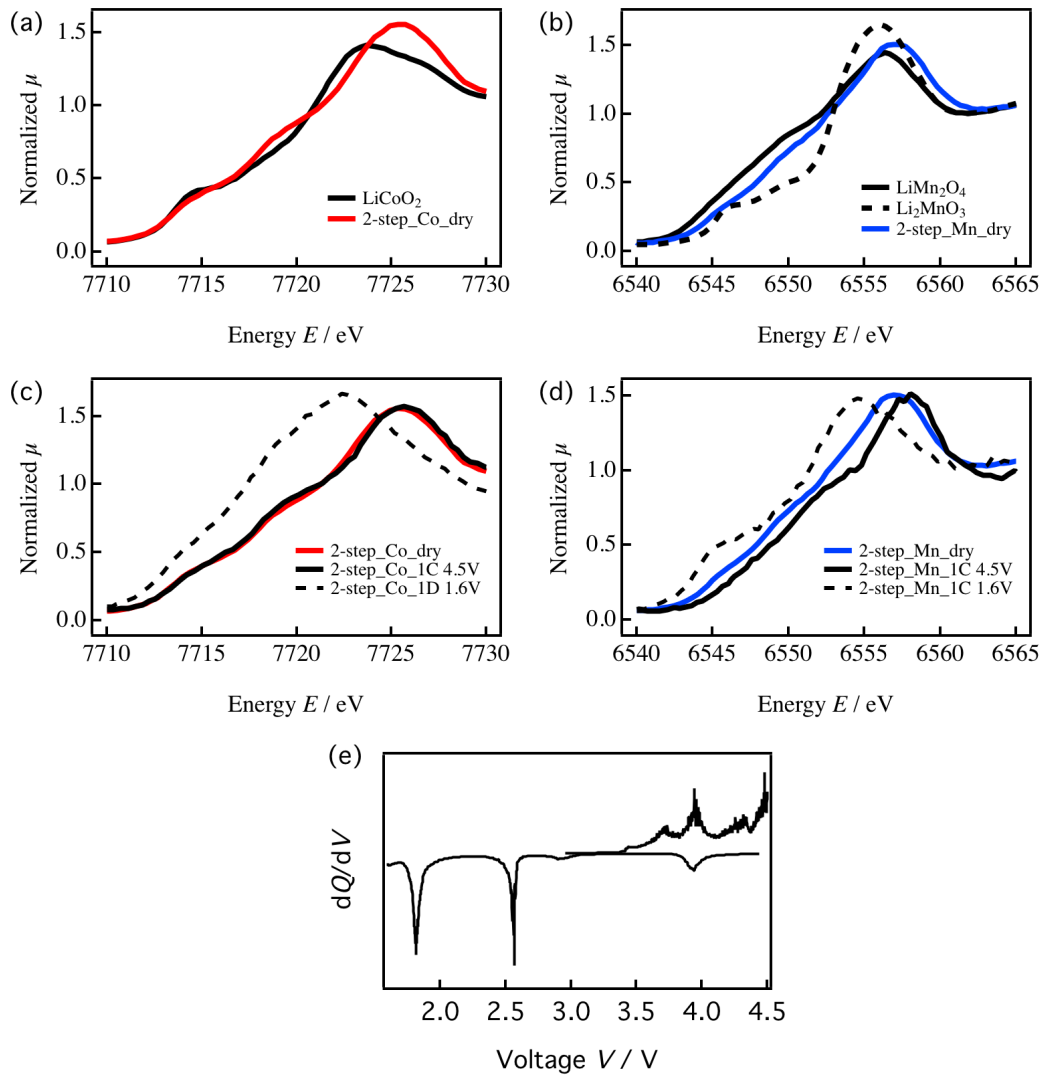 (a)
Normalized μ
1.5
1.0
0.5
0.0
LiCoO₂
2-step_Co_dry
7710 7715 7720 7725 7730
Energy E / eV
(b)
Normalized μ
1.5
1.0
0.5
0.0
LiMn₂O₄
Li₂MnO₃
2-step_Mn_dry
6540 6545 6550 6555 6560 6565
Energy E / eV
(c)
Normalized μ
1.5
1.0
0.5
0.0
2-step_Co_dry
2-step_Co_1C 4.5V
2-step_Co_1D 1.6V
7710 7715 7720 7725 7730
Energy E / eV
(d)
Normalized μ
1.5
1.0
0.5
0.0
2-step_Mn_dry
2-step_Mn_1C 4.5V
2-step_Mn_1C 1.6V
6540 6545 6550 6555 6560 6565
Energy E / eV
(e)
dQ/dV
2.0 2.5 3.0 3.5 4.0 4.5
Voltage V / V